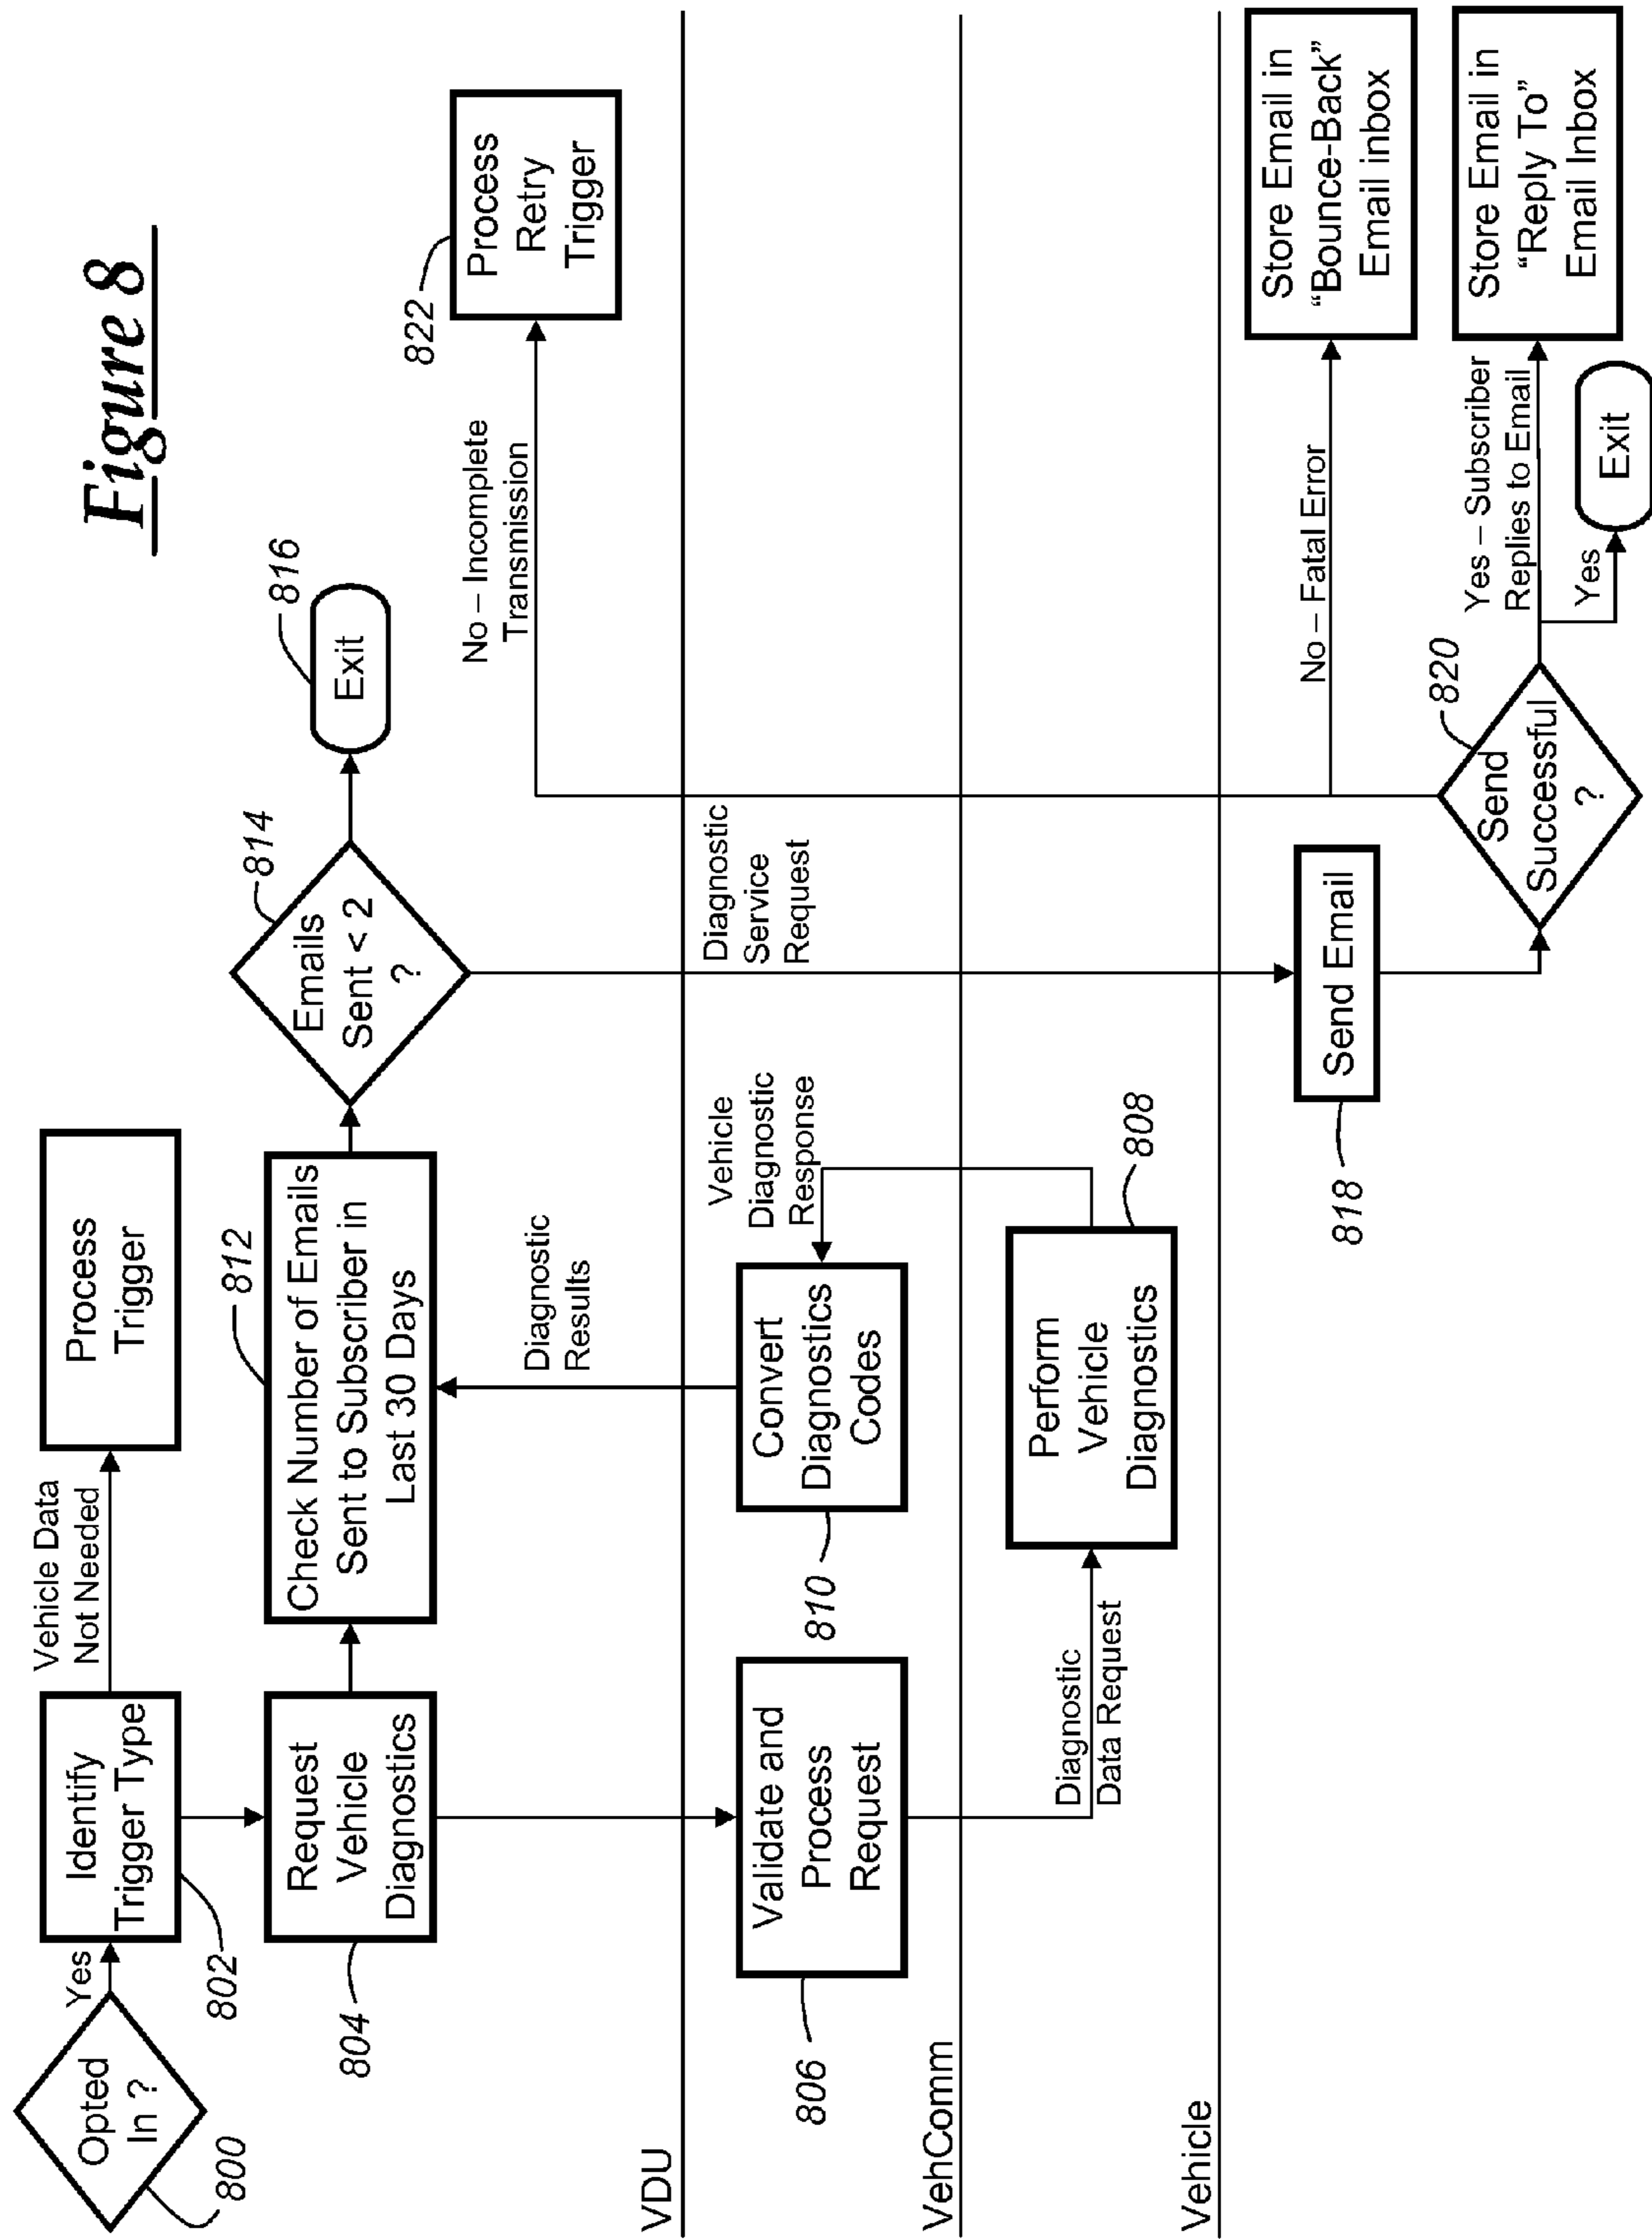 Figure 8
Opted
In ?
800
Yes
Identify
Trigger Type
802
Vehicle Data
Not Needed
Process
Trigger
Request
Vehicle
Diagnostics
804
Check Number of Emails
Sent to Subscriber in
Last 30 Days
812
Emails
Sent < 2
?
814
Exit
816
No – Incomplete
Transmission
Process
Retry
Trigger
822
VDU
Validate and
Process
Request
806
Diagnostic
Results
Convert
Diagnostics
Codes
810
Vehicle
Diagnostic
Response
Diagnostic
Service
Request
VehComm
Diagnostic
Data Request
Perform
Vehicle
Diagnostics
808
Vehicle
Send Email
818
Send
Successful
?
820
No – Fatal Error
Store Email in
“Bounce-Back”
Email inbox
Yes – Subscriber
Replies to Email
Store Email in
“Reply To”
Email Inbox
Yes
Exit